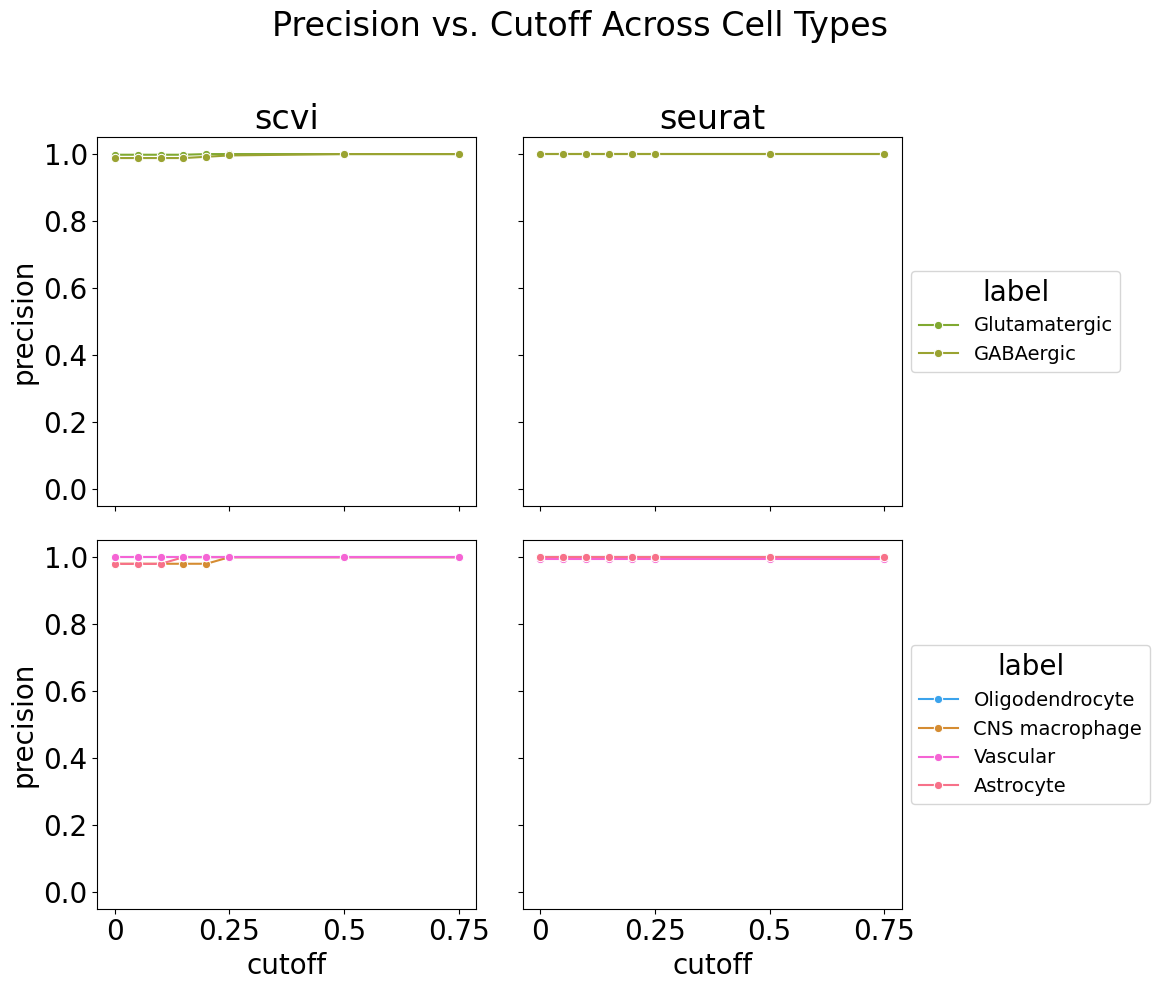 Precision vs. Cutoff Across Cell Types
scvi
seurat
1.0
0.8
0.6
0.4
0.2
0.0
precision
label
Glutamatergic
GABAergic
1.0
0.8
0.6
0.4
0.2
0.0
precision
label
Oligodendrocyte
CNS macrophage
Vascular
Astrocyte
0 0.25 0.5 0.75
0 0.25 0.5 0.75
cutoff
cutoff